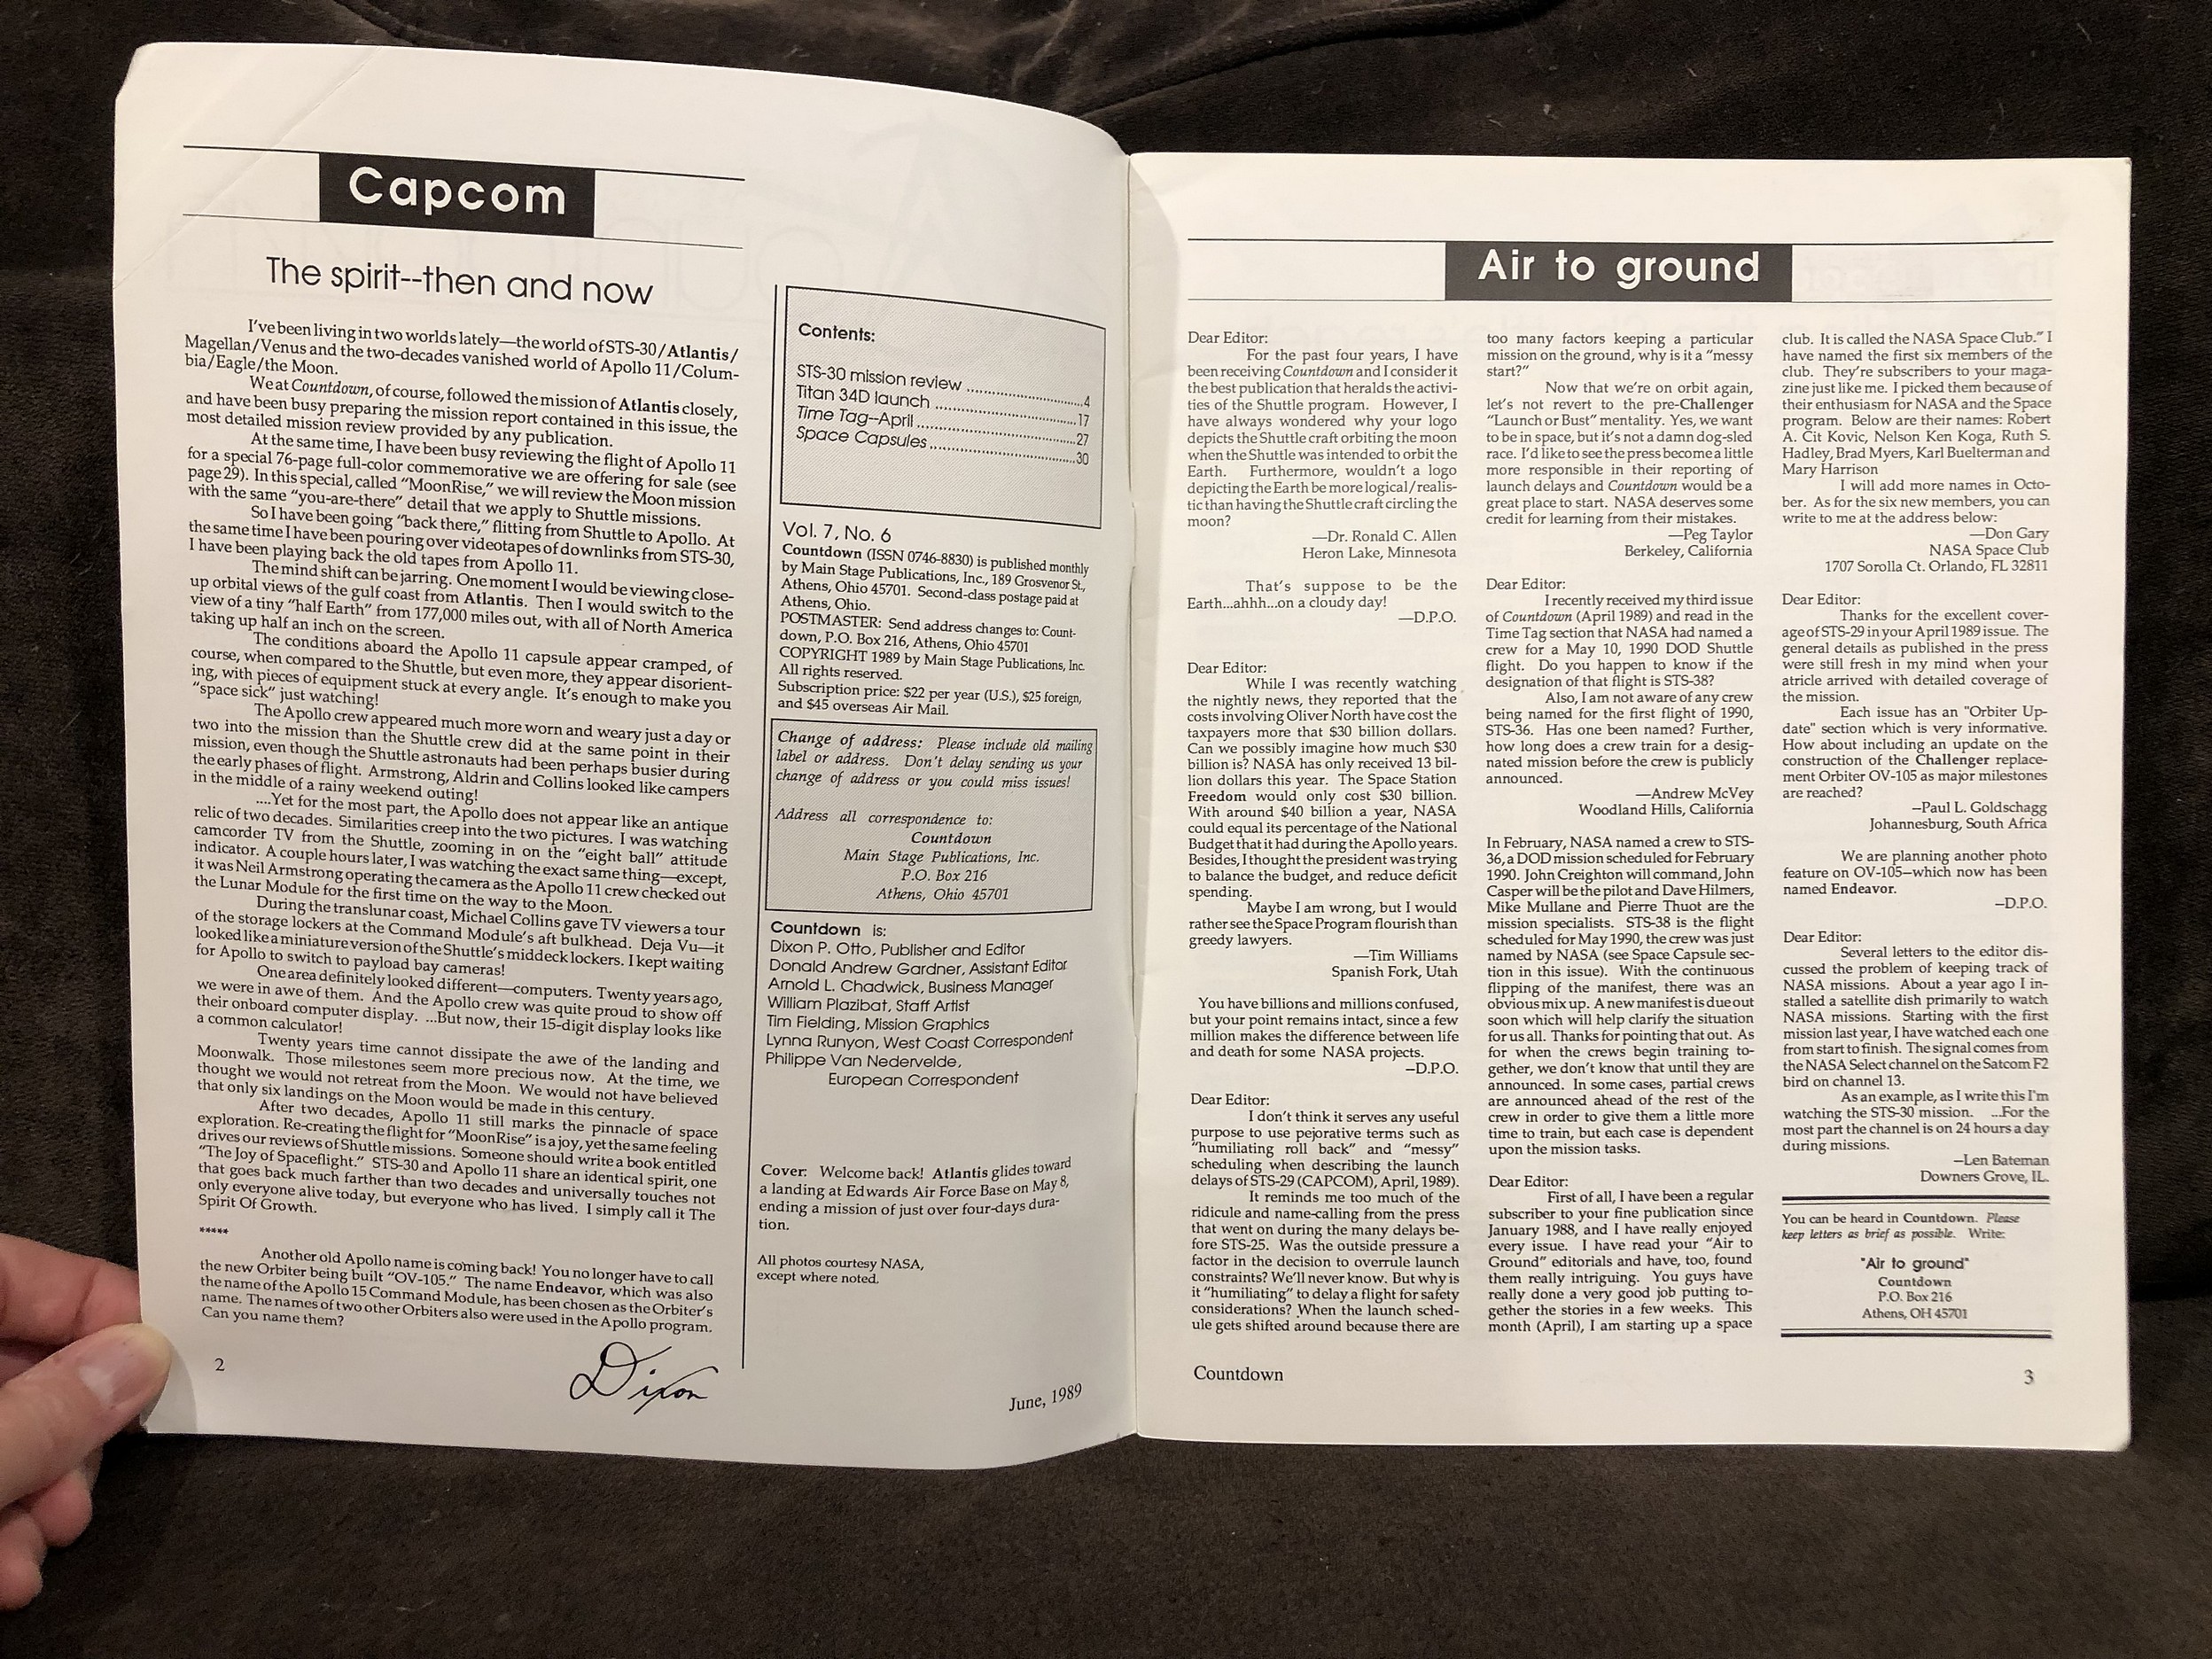 Capcom
The spirit--then and now
I've been living in two worlds lately—the world of STS-30/Atlantis/
Magellan/Venus and the two-decades vanished world of Apollo 11/Colum-
bia/Eagle/the Moon.
We at Countdown, of course, followed the mission of Atlantis closely,
and have been busy preparing the mission report contained in this issue, the
most detailed mission review provided by any publication.
At the same time, I have been busy reviewing the flight of Apollo 11
for a special 76-page full-color commemorative we are offering for sale (see
page 29). In this special, called "MoonRise," we will review the Moon mission
with the same "you-are-there" detail that we apply to Shuttle missions.
So I have been going "back there," flitting from Shuttle to Apollo. At
the same time I have been pouring over videotapes of downlinks from STS-30,
I have been playing back the old tapes from Apollo 11.
The mind shift can be jarring. One moment I would be viewing close-
up orbital views of the gulf coast from Atlantis. Then I would switch to the
view of a tiny "half Earth" from 177,000 miles out, with all of North America
taking up half an inch on the screen.
The conditions aboard the Apollo 11 capsule appear cramped, of
course, when compared to the Shuttle, but even more, they appear disorient-
ing, with pieces of equipment stuck at every angle. It's enough to make you
"space sick" just watching!
The Apollo crew appeared much more worn and weary just a day or
two into the mission than the Shuttle crew did at the same point in their
mission, even though the Shuttle astronauts had been perhaps busier during
the early phases of flight. Armstrong, Aldrin and Collins looked like campers
in the middle of a rainy weekend outing!
....Yet for the most part, the Apollo does not appear like an antique
relic of two decades. Similarities creep into the two pictures. I was watching
camcorder TV from the Shuttle, zooming in on the "eight ball" attitude
indicator. A couple hours later, I was watching the exact same thing—except,
it was Neil Armstrong operating the camera as the Apollo 11 crew checked out
the Lunar Module for the first time on the way to the Moon.
During the translunar coast, Michael Collins gave TV viewers a tour
of the storage lockers at the Command Module's aft bulkhead. Deja Vu—it
looked like a miniature version of the Shuttle's middeck lockers. I kept waiting
for Apollo to switch to payload bay cameras!
One area definitely looked different—computers. Twenty years ago,
we were in awe of them. And the Apollo crew was quite proud to show off
their onboard computer display. ...But now, their 15-digit display looks like
a common calculator!
Twenty years time cannot dissipate the awe of the landing and
Moonwalk. Those milestones seem more precious now. At the time, we
thought we would not retreat from the Moon. We would not have believed
that only six landings on the Moon would be made in this century.
After two decades, Apollo 11 still marks the pinnacle of space
exploration. Re-creating the flight for "MoonRise" is a joy, yet the same feeling
drives our reviews of Shuttle missions. Someone should write a book entitled
"The Joy of Spaceflight." STS-30 and Apollo 11 share an identical spirit, one
that goes back much farther than two decades and universally touches not
only everyone alive today, but everyone who has lived. I simply call it The
Spirit Of Growth.
*****
Another old Apollo name is coming back! You no longer have to call
the new Orbiter being built "OV-105." The name Endeavor, which was also
the name of the Apollo 15 Command Module, has been chosen as the Orbiter's
name. The names of two other Orbiters also were used in the Apollo program.
Can you name them?
Dixon
2
Contents:
STS-30 mission review ........................4
Titan 34D launch ..............................17
Time Tag--April ................................27
Space Capsules ................................30
Vol. 7, No. 6
Countdown (ISSN 0746-8830) is published monthly
by Main Stage Publications, Inc., 189 Grosvenor St.,
Athens, Ohio 45701. Second-class postage paid at
Athens, Ohio.
POSTMASTER: Send address changes to: Count-
down, P.O. Box 216, Athens, Ohio 45701
COPYRIGHT 1989 by Main Stage Publications, Inc.
All rights reserved.
Subscription price: $22 per year (U.S.), $25 foreign,
and $45 overseas Air Mail.
Change of address: Please include old mailing
label or address. Don't delay sending us your
change of address or you could miss issues!
Address all correspondence to:
Countdown
Main Stage Publications, Inc.
P.O. Box 216
Athens, Ohio 45701
Countdown is:
Dixon P. Otto, Publisher and Editor
Donald Andrew Gardner, Assistant Editor
Arnold L. Chadwick, Business Manager
William Plazibat, Staff Artist
Tim Fielding, Mission Graphics
Lynna Runyon, West Coast Correspondent
Philippe Van Nedervelde,
European Correspondent
Cover: Welcome back! Atlantis glides toward
a landing at Edwards Air Force Base on May 8,
ending a mission of just over four-days dura-
tion.
All photos courtesy NASA,
except where noted.
June, 1989
Air to ground
Dear Editor:
For the past four years, I have
been receiving Countdown and I consider it
the best publication that heralds the activi-
ties of the Shuttle program. However, I
have always wondered why your logo
depicts the Shuttle craft orbiting the moon
when the Shuttle was intended to orbit the
Earth. Furthermore, wouldn't a logo
depicting the Earth be more logical/realis-
tic than having the Shuttle craft circling the
moon?
—Dr. Ronald C. Allen
Heron Lake, Minnesota
That's suppose to be the
Earth...ahhh...on a cloudy day!
—D.P.O.
Dear Editor:
While I was recently watching
the nightly news, they reported that the
costs involving Oliver North have cost the
taxpayers more that $30 billion dollars.
Can we possibly imagine how much $30
billion is? NASA has only received 13 bil-
lion dollars this year. The Space Station
Freedom would only cost $30 billion.
With around $40 billion a year, NASA
could equal its percentage of the National
Budget that it had during the Apollo years.
Besides, I thought the president was trying
to balance the budget, and reduce deficit
spending.
Maybe I am wrong, but I would
rather see the Space Program flourish than
greedy lawyers.
—Tim Williams
Spanish Fork, Utah
You have billions and millions confused,
but your point remains intact, since a few
million makes the difference between life
and death for some NASA projects.
—D.P.O.
Dear Editor:
I don't think it serves any useful
purpose to use pejorative terms such as
"humiliating roll back" and "messy"
scheduling when describing the launch
delays of STS-29 (CAPCOM), April, 1989).
It reminds me too much of the
ridicule and name-calling from the press
that went on during the many delays be-
fore STS-25. Was the outside pressure a
factor in the decision to overrule launch
constraints? We'll never know. But why is
it "humiliating" to delay a flight for safety
considerations? When the launch sched-
ule gets shifted around because there are
too many factors keeping a particular
mission on the ground, why is it a "messy
start?"
Now that we're on orbit again,
let's not revert to the pre-Challenger
"Launch or Bust" mentality. Yes, we want
to be in space, but it's not a damn dog-sled
race. I'd like to see the press become a little
more responsible in their reporting of
launch delays and Countdown would be a
great place to start. NASA deserves some
credit for learning from their mistakes.
—Peg Taylor
Berkeley, California
Dear Editor:
I recently received my third issue
of Countdown (April 1989) and read in the
Time Tag section that NASA had named a
crew for a May 10, 1990 DOD Shuttle
flight. Do you happen to know if the
designation of that flight is STS-38?
Also, I am not aware of any crew
being named for the first flight of 1990,
STS-36. Has one been named? Further,
how long does a crew train for a desig-
nated mission before the crew is publicly
announced.
—Andrew McVey
Woodland Hills, California
In February, NASA named a crew to STS-
36, a DOD mission scheduled for February
1990. John Creighton will command, John
Casper will be the pilot and Dave Hilmers,
Mike Mullane and Pierre Thuot are the
mission specialists. STS-38 is the flight
scheduled for May 1990, the crew was just
named by NASA (see Space Capsule sec-
tion in this issue). With the continuous
flipping of the manifest, there was an
obvious mix up. A new manifest is due out
soon which will help clarify the situation
for us all. Thanks for pointing that out. As
for when the crews begin training to-
gether, we don't know that until they are
announced. In some cases, partial crews
are announced ahead of the rest of the
crew in order to give them a little more
time to train, but each case is dependent
upon the mission tasks.
Dear Editor:
First of all, I have been a regular
subscriber to your fine publication since
January 1988, and I have really enjoyed
every issue. I have read your "Air to
Ground" editorials and have, too, found
them really intriguing. You guys have
really done a very good job putting to-
gether the stories in a few weeks. This
month (April), I am starting up a space
club. It is called the NASA Space Club." I
have named the first six members of the
club. They're subscribers to your maga-
zine just like me. I picked them because of
their enthusiasm for NASA and the Space
program. Below are their names: Robert
A. Cit Kovic, Nelson Ken Koga, Ruth S.
Hadley, Brad Myers, Karl Buelterman and
Mary Harrison
I will add more names in Octo-
ber. As for the six new members, you can
write to me at the address below:
—Don Gary
NASA Space Club
1707 Sorolla Ct. Orlando, FL 32811
Dear Editor:
Thanks for the excellent cover-
age of STS-29 in your April 1989 issue. The
general details as published in the press
were still fresh in my mind when your
atricle arrived with detailed coverage of
the mission.
Each issue has an "Orbiter Up-
date" section which is very informative.
How about including an update on the
construction of the Challenger replace-
ment Orbiter OV-105 as major milestones
are reached?
—Paul L. Goldschagg
Johannesburg, South Africa
We are planning another photo
feature on OV-105—which now has been
named Endeavor.
—D.P.O.
Dear Editor:
Several letters to the editor dis-
cussed the problem of keeping track of
NASA missions. About a year ago I in-
stalled a satellite dish primarily to watch
NASA missions. Starting with the first
mission last year, I have watched each one
from start to finish. The signal comes from
the NASA Select channel on the Satcom F2
bird on channel 13.
As an example, as I write this I'm
watching the STS-30 mission. ...For the
most part the channel is on 24 hours a day
during missions.
—Len Bateman
Downers Grove, IL.
You can be heard in Countdown. Please
keep letters as brief as possible. Write:
"Air to ground"
Countdown
P.O. Box 216
Athens, OH 45701
Countdown
3